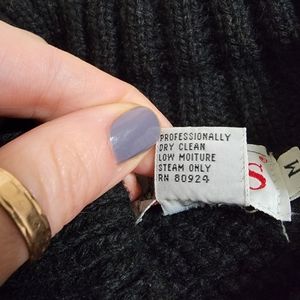 PROFESSIONALLY
DRY CLEAN
LOW MOITURE
STEAM ONLY
RN 80924
S
M